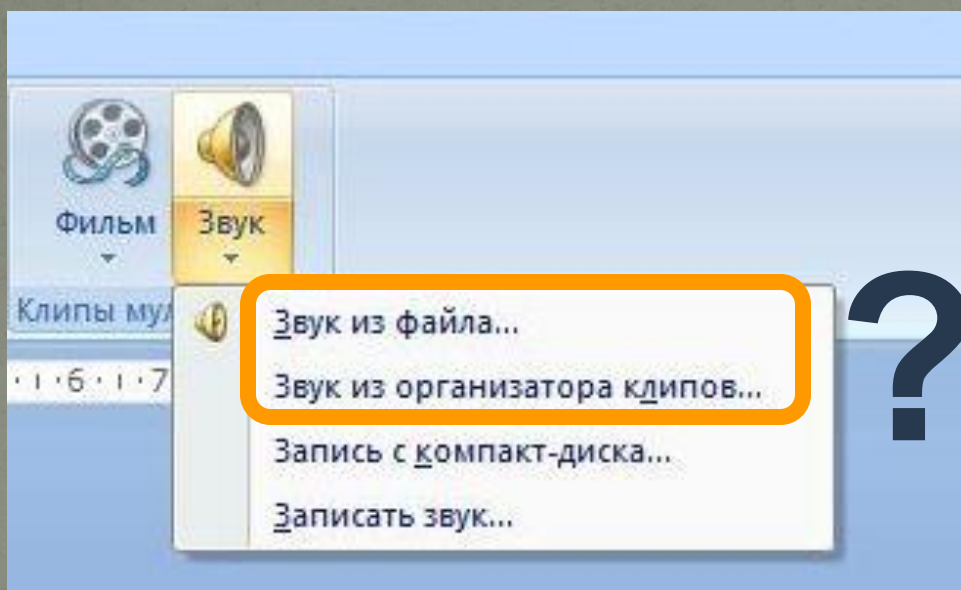 Фильм Звук
Клипы мул
Звук из файла...
Звук из организатора клипов...
· 1 · 6 · 1 · 7
Запись с компакт-диска...
Записать звук...
?